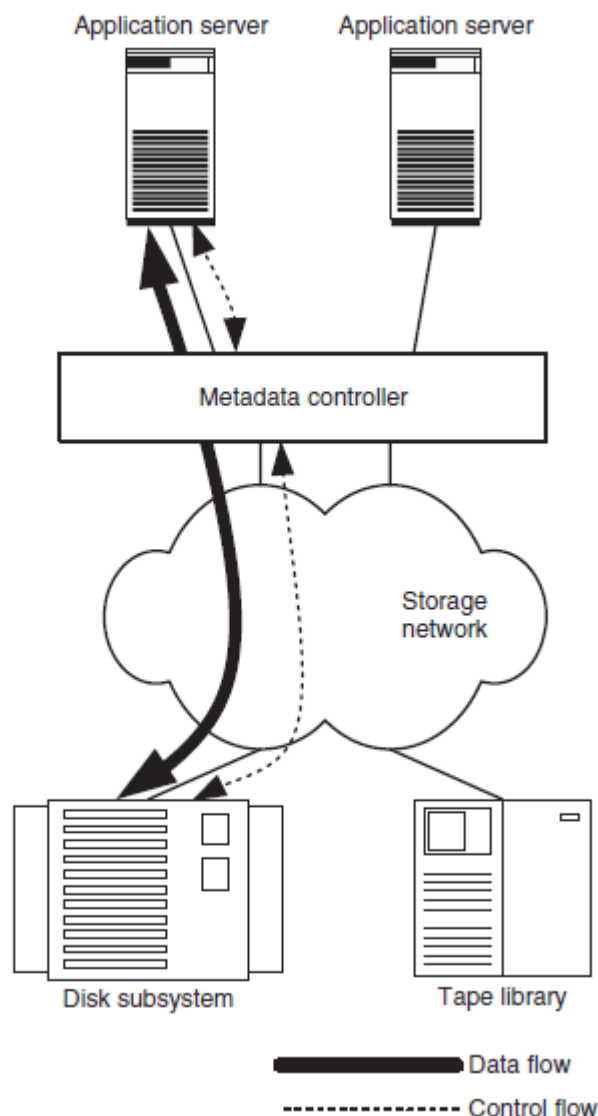 Application server
Application server
Metadata controller
Storage
network
Disk subsystem
Tape library
Data flow
Control flow